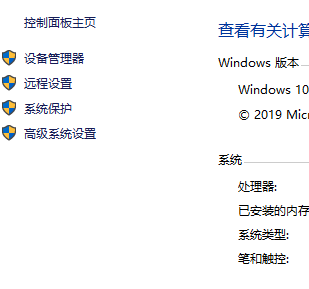 控制面板主页
设备管理器
远程设置
系统保护
高级系统设置
查看有关计算
Windows 版本
Windows 10
© 2019 Micr
系统
处理器:
已安装的内存
系统类型:
笔和触控: